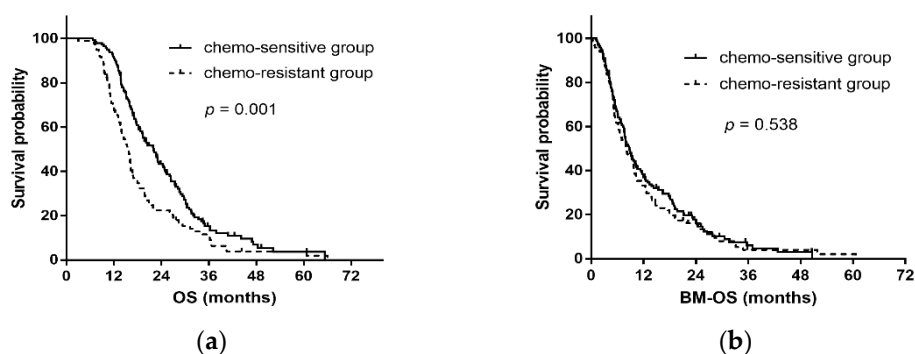 100
80
60
40
20
0
Survival probability
chemo-sensitive group
chemo-resistant group
p = 0.001
0 12 24 36 48 60 72
OS (months)
(a)
100
80
60
40
20
0
Survival probability
chemo-sensitive group
chemo-resistant group
p = 0.538
0 12 24 36 48 60 72
BM-OS (months)
(b)